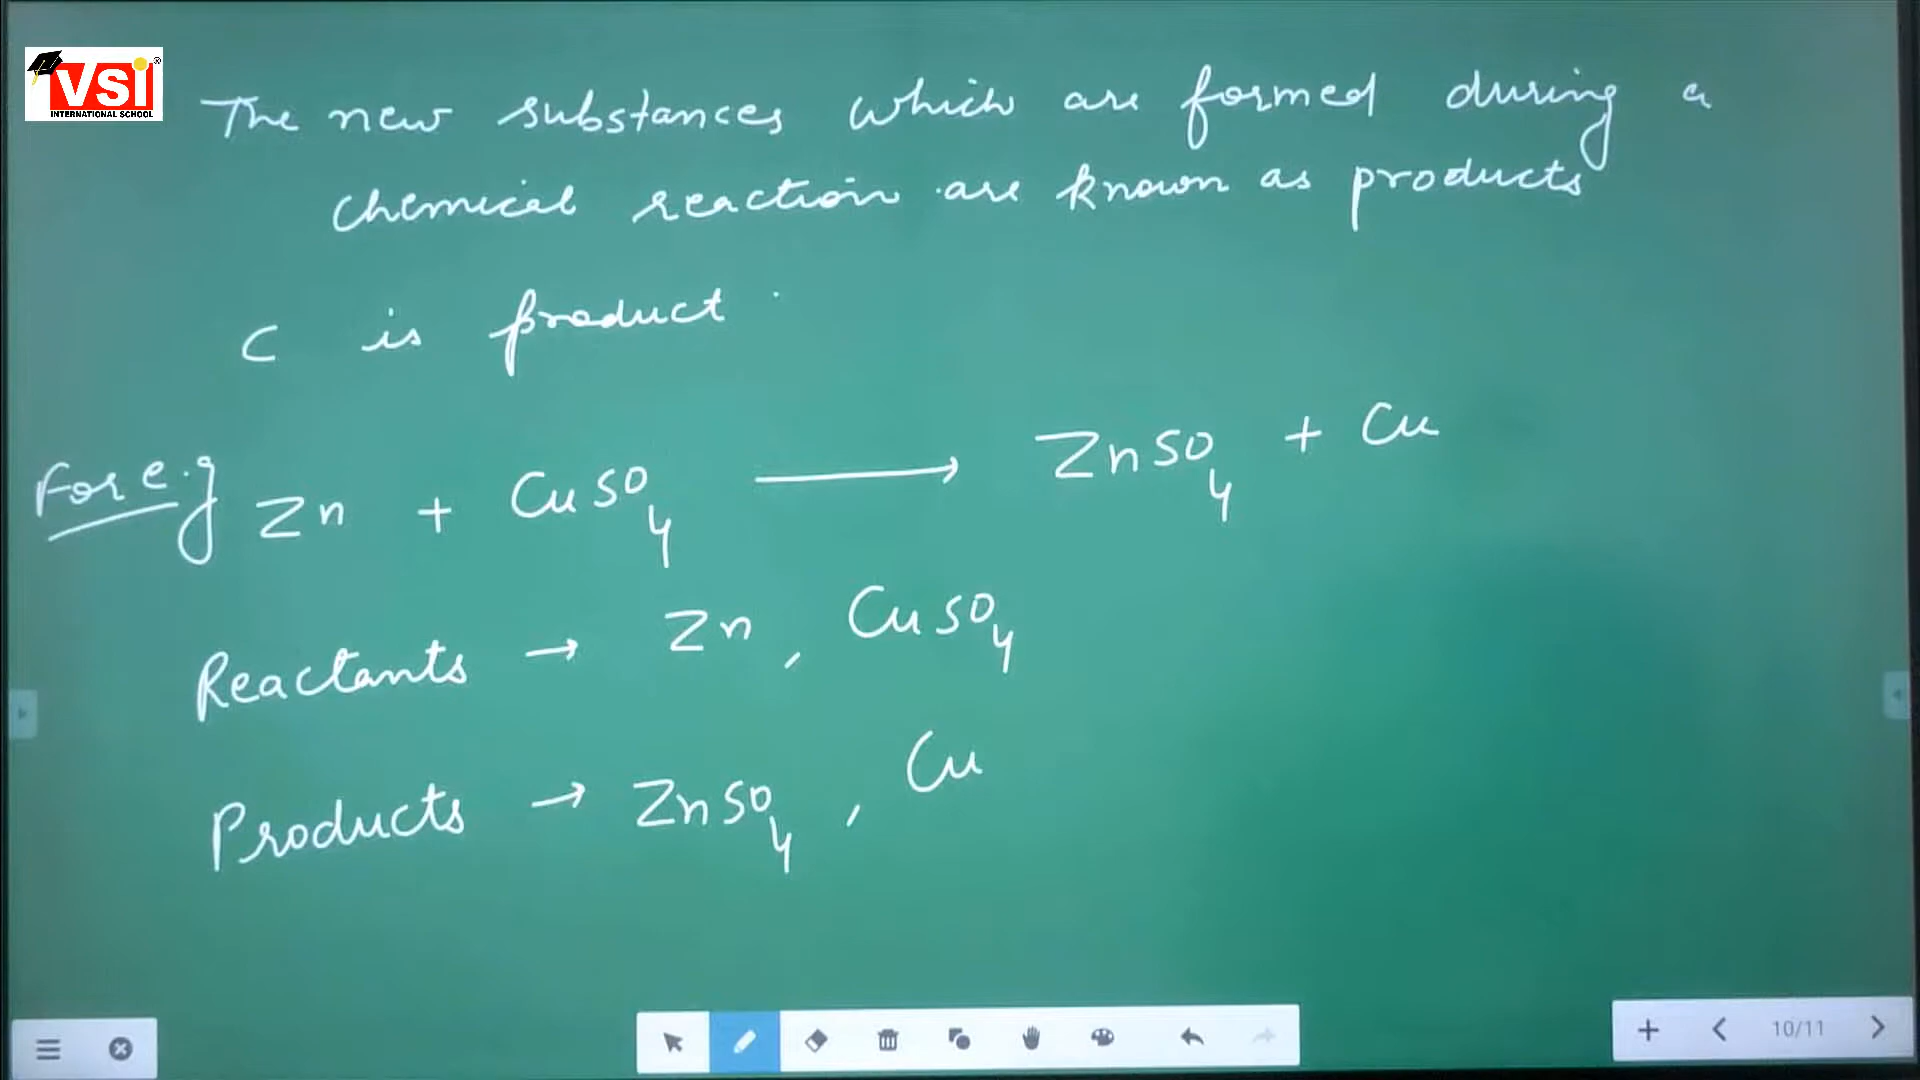 VSI
INTERNATIONAL SCHOOL
The new substances which are formed during a
chemical reaction are known as products
C is product.
For e.g Zn + CuSO4 ⟶ ZnSO4 + Cu
Reactants → Zn, CuSO4
Products → ZnSO4, Cu
10/11